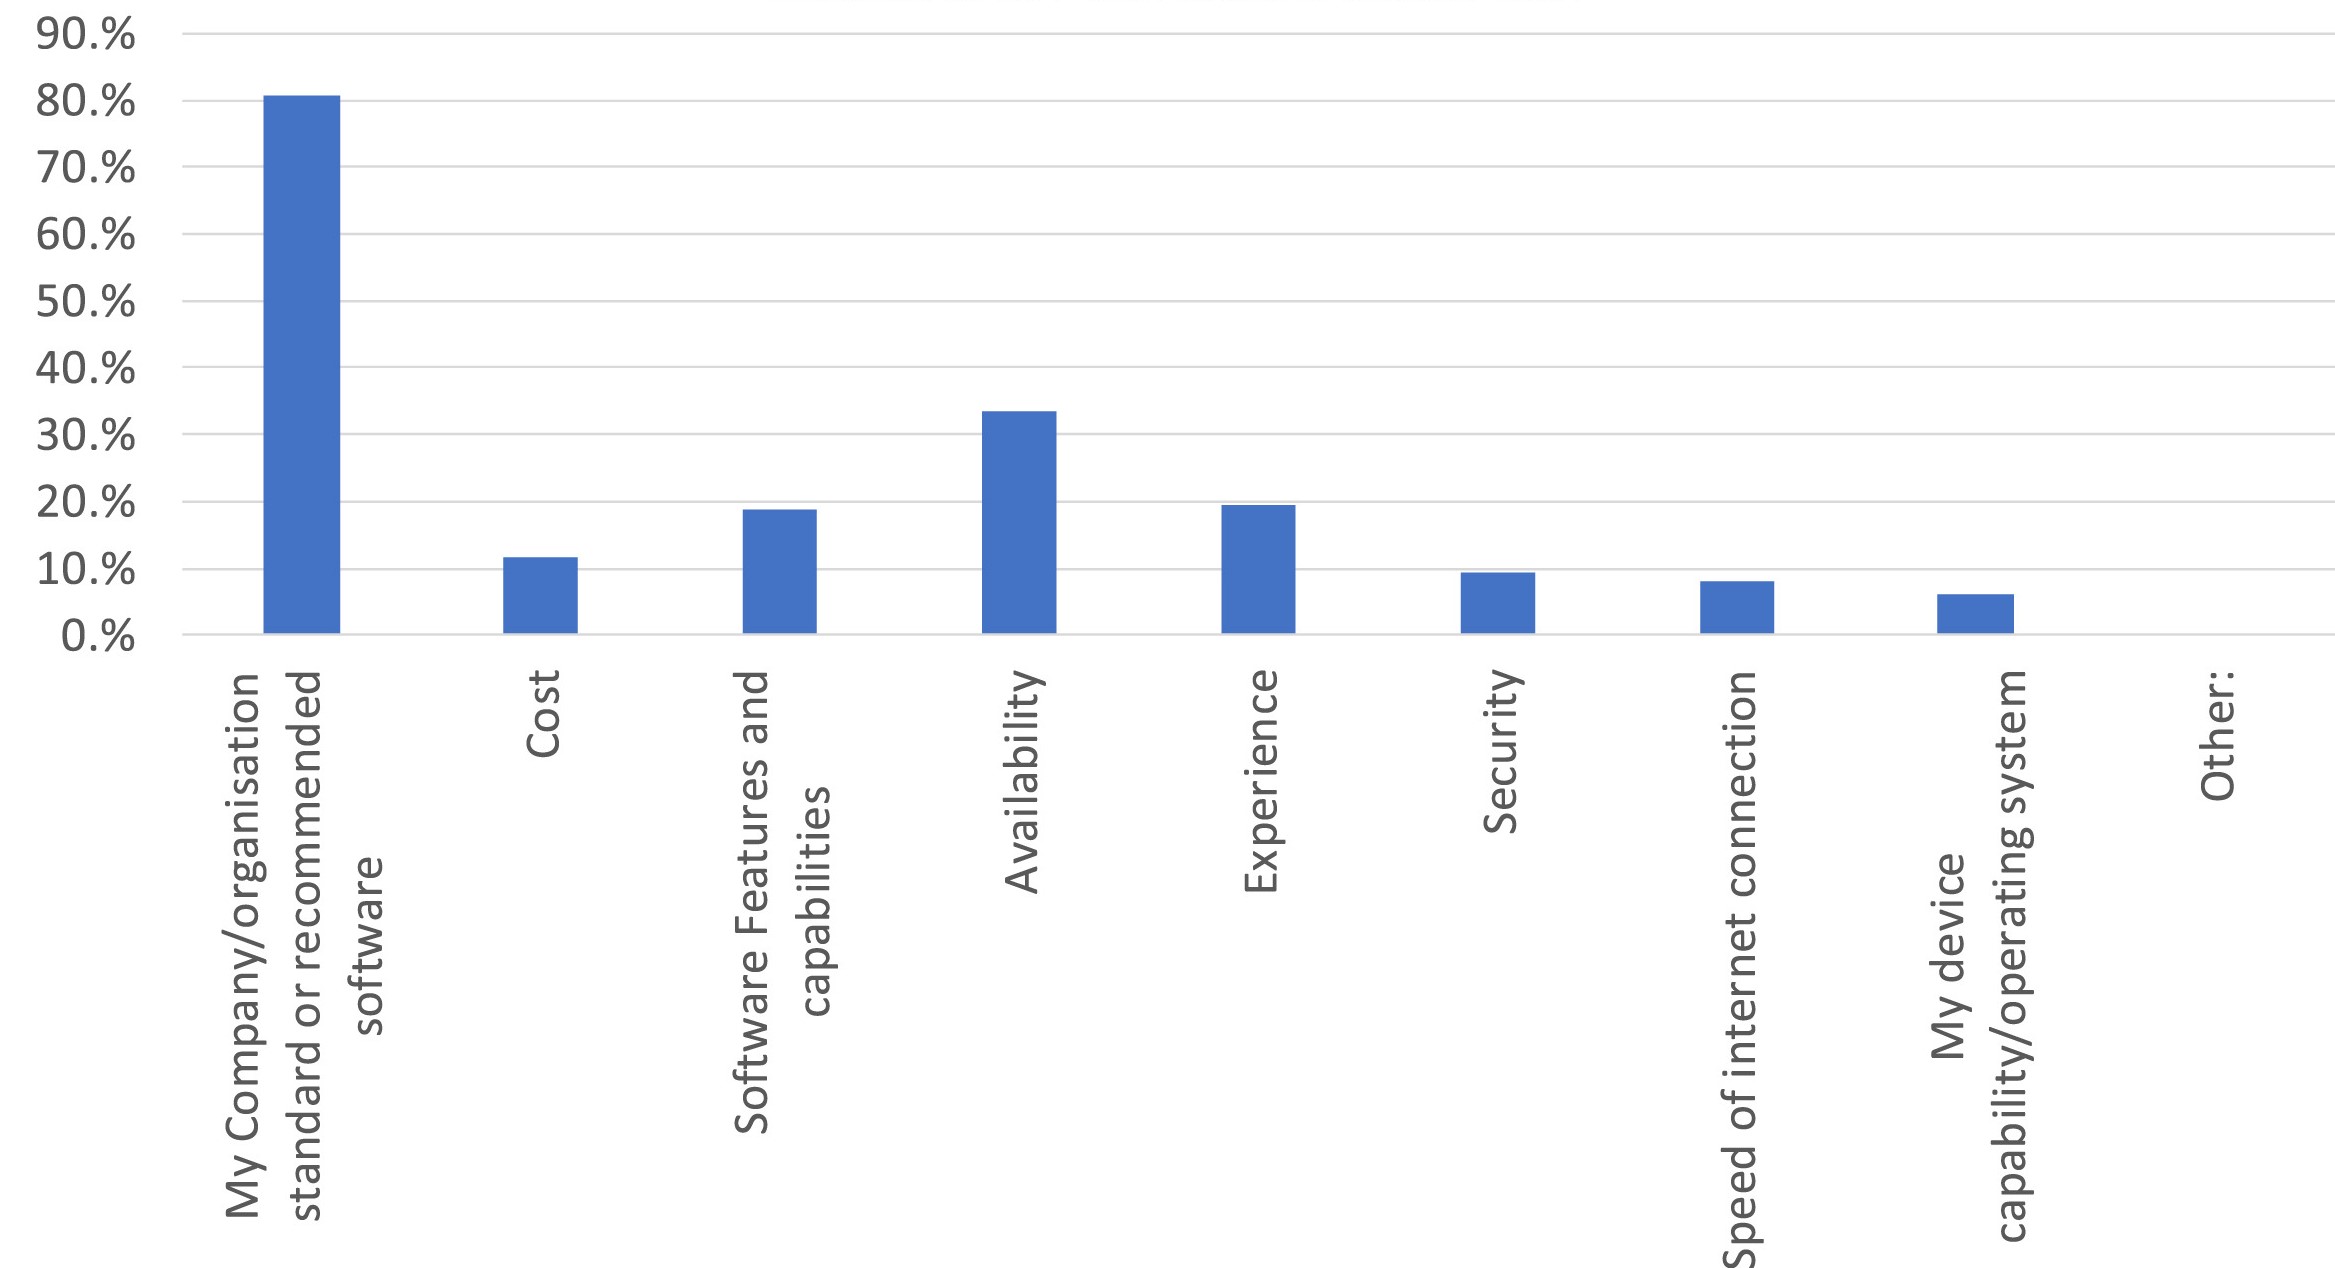 90.%
80.%
70.%
60.%
50.%
40.%
30.%
20.%
10.%
0.%
My Company/organisation
standard or recommended
software
Cost
Software Features and
capabilities
Availability
Experience
Security
Speed of internet connection
My device
capability/operating system
Other: